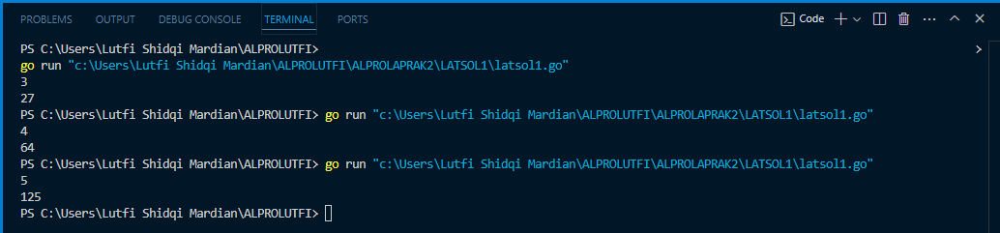 PROBLEMS OUTPUT DEBUG CONSOLE TERMINAL PORTS Code
PS C:\Users\Lutfi Shidqi Mardian\ALPROLUTFI>
go run "c:\Users\Lutfi Shidqi Mardian\ALPROLUTFI\ALPROLAPRAK2\LATSOL1\latsol1.go"
3
27
PS C:\Users\Lutfi Shidqi Mardian\ALPROLUTFI> go run "c:\Users\Lutfi Shidqi Mardian\ALPROLUTFI\ALPROLAPRAK2\LATSOL1\latsol1.go"
4
64
PS C:\Users\Lutfi Shidqi Mardian\ALPROLUTFI> go run "c:\Users\Lutfi Shidqi Mardian\ALPROLUTFI\ALPROLAPRAK2\LATSOL1\latsol1.go"
5
125
PS C:\Users\Lutfi Shidqi Mardian\ALPROLUTFI>